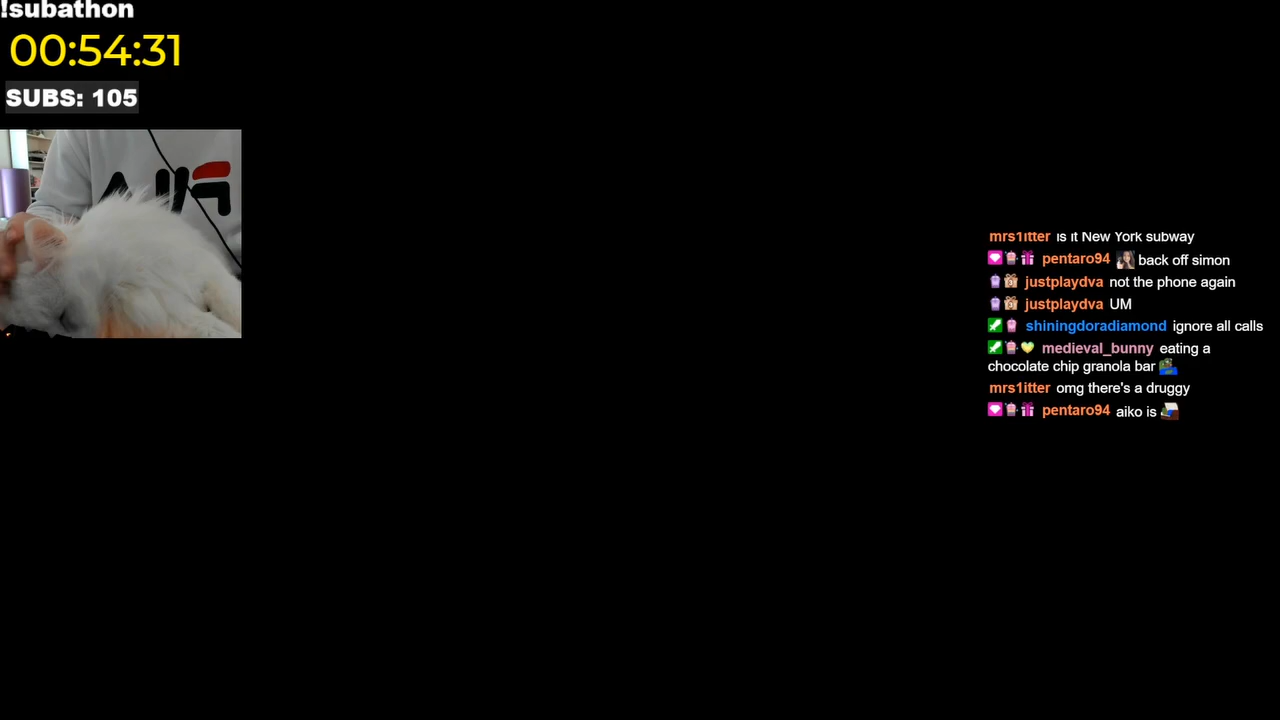 !subathon
00:54:31
SUBS: 105
FILA
mrs1itter is it New York subway
pentaro94 back off simon
justplaydva not the phone again
justplaydva UM
shiningdoradiamond ignore all calls
medieval_bunny eating a
chocolate chip granola bar
mrs1itter omg there's a druggy
pentaro94 aiko is